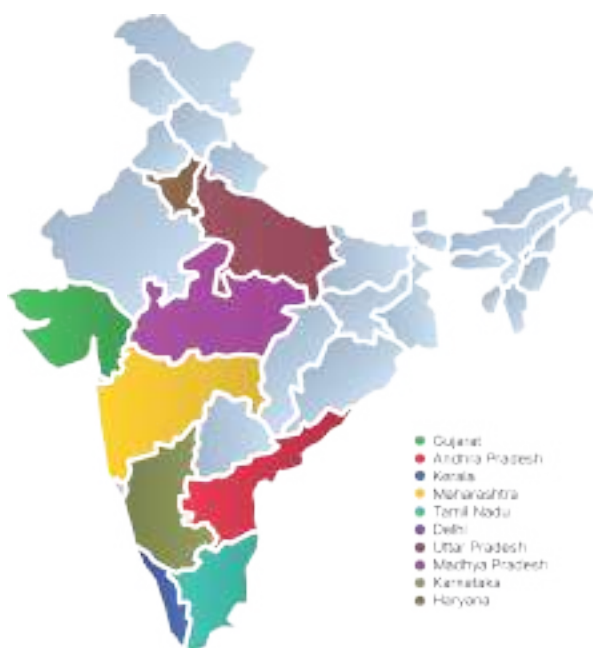 Gujarat
Andhra Pradesh
Kerala
Maharashtra
Tamil Nadu
Delhi
Uttar Pradesh
Madhya Pradesh
Karnataka
Haryana